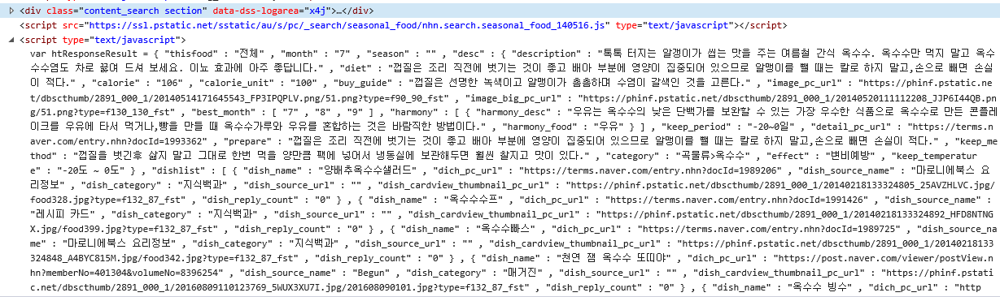 <div class="content_search section" data-dss-logarea="x4j">…</div>
<script src="https://ssl.pstatic.net/sstatic/au/s/pc/_search/seasonal_food/nhn.search.seasonal_food_140516.js" type="text/javascript"></script>
<script type="text/javascript">
var htResponseResult = { "thisfood" : "전체" , "month" : "7" , "season" : "" , "desc" : { "description" : "톡톡 터지는 알갱이가 씹는 맛을 주는 여름철 간식 옥수수. 옥수수만 먹지 말고 옥수
수수염도 차로 끓여 드셔 보세요. 이뇨 효과에 아주 좋답니다." , "diet" : "껍질은 조리 직전에 벗기는 것이 좋고 배아 부분에 영양이 집중되어 있으므로 알맹이를 뺄 때는 칼로 하지 말고,손으로 빼면 손실
이 적다." , "calorie" : "106" , "calorie_unit" : "100" , "buy_guide" : "껍질은 선명한 녹색이고 알맹이가 촘촘하며 수염이 갈색인 것을 고른다." , "image_pc_url" : "https://phinf.pstatic.n
et/dbscthumb/2891_000_1/20140514171645543_FP3IPQPLV.png/51.png?type=f90_90_fst" , "image_big_pc_url" : "https://phinf.pstatic.net/dbscthumb/2891_000_1/20140520111112208_JJP6I44QB.pn
g/51.png?type=f130_130_fst" , "best_month" : [ "7" , "8" , "9" ] , "harmony" : [ { "harmony_desc" : "우유는 옥수수의 낮은 단백가를 보완할 수 있는 가장 우수한 식품으로 옥수수로 만든 콘플레
이크를 우유에 타서 먹거나,빵을 만들 때 옥수수가루와 우유를 혼합하는 것은 바람직한 방법이다." , "harmony_food" : "우유" } ] , "keep_period" : "-20~0일" , "detail_pc_url" : "https://terms.n
aver.com/entry.nhn?docId=1993362" , "prepare" : "껍질은 조리 직전에 벗기는 것이 좋고 배아 부분에 영양이 집중되어 있으므로 알맹이를 뺄 때는 칼로 하지 말고,손으로 빼면 손실이 적다." , "keep_me
thod" : "껍질을 벗긴후 삶지 말고 그대로 한번 먹을 양만큼 팩에 넣어서 냉동실에 보관해두면 훨씬 찰지고 맛이 있다." , "category" : "곡물류>옥수수" , "effect" : "변비예방" , "keep_temperatur
e" : "-20도 ~ 0도" } , "dishlist" : [ { "dish_name" : "양배추옥수수샐러드" , "dich_pc_url" : "https://terms.naver.com/entry.nhn?docId=1989206" , "dish_source_name" : "마로니에북스 요
리정보" , "dish_category" : "지식백과" , "dish_source_url" : "" , "dish_cardview_thumbnail_pc_url" : "https://phinf.pstatic.net/dbscthumb/2891_000_1/20140218133324805_25AVZHLVC.jpg/
food328.jpg?type=f132_87_fst" , "dish_reply_count" : "0" } , { "dish_name" : "옥수수수프" , "dich_pc_url" : "https://terms.naver.com/entry.nhn?docId=1991426" , "dish_source_name" :
"레시피 카드" , "dish_category" : "지식백과" , "dish_source_url" : "" , "dish_cardview_thumbnail_pc_url" : "https://phinf.pstatic.net/dbscthumb/2891_000_1/20140218133324892_HFD8NTNG
X.jpg/food399.jpg?type=f132_87_fst" , "dish_reply_count" : "0" } , { "dish_name" : "옥수수빠스" , "dich_pc_url" : "https://terms.naver.com/entry.nhn?docId=1989725" , "dish_source_na
me" : "마로니에북스 요리정보" , "dish_category" : "지식백과" , "dish_source_url" : "" , "dish_cardview_thumbnail_pc_url" : "https://phinf.pstatic.net/dbscthumb/2891_000_1/2014021813
3324848_A4BYC815M.jpg/food342.jpg?type=f132_87_fst" , "dish_reply_count" : "0" } , { "dish_name" : "천연 잼 옥수수 또띠야" , "dich_pc_url" : "https://post.naver.com/viewer/postView.n
hn?memberNo=401304&volumeNo=8396254" , "dish_source_name" : "Begun" , "dish_category" : "매거진" , "dish_source_url" : "" , "dish_cardview_thumbnail_pc_url" : "https://phinf.pstati
c.net/dbscthumb/2891_000_1/20160809110123769_5WUX3XU7I.jpg/201608090101.jpg?type=f132_87_fst" , "dish_reply_count" : "0" } , { "dish_name" : "옥수수 빙수" , "dich_pc_url" : "http